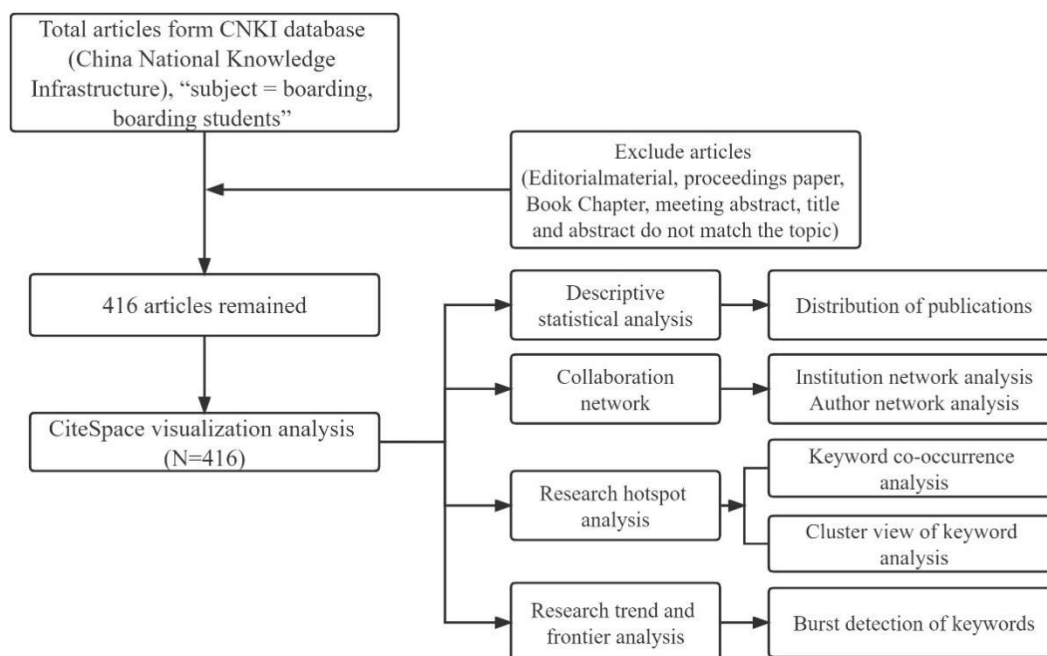 Total articles form CNKI database
(China National Knowledge
Infrastructure), “subject = boarding,
boarding students”
Exclude articles
(Editorialmaterial, proceedings paper,
Book Chapter, meeting abstract, title
and abstract do not match the topic)
416 articles remained
Descriptive
statistical analysis
Distribution of publications
Collaboration
network
Institution network analysis
Author network analysis
CiteSpace visualization analysis
(N=416)
Research hotspot
analysis
Keyword co-occurrence
analysis
Cluster view of keyword
analysis
Research trend and
frontier analysis
Burst detection of keywords